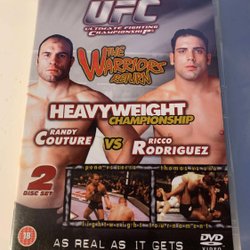 UFC
ULTIMATE FIGHTING
CHAMPIONSHIP
THE
WARRIORS
RETURN
HEAVYWEIGHT
CHAMPIONSHIP
RANDY
COUTURE
VS
RICCO
RODRIGUEZ
2
DISC SET
18
DVD
VIDEO
AS REAL AS IT GETS